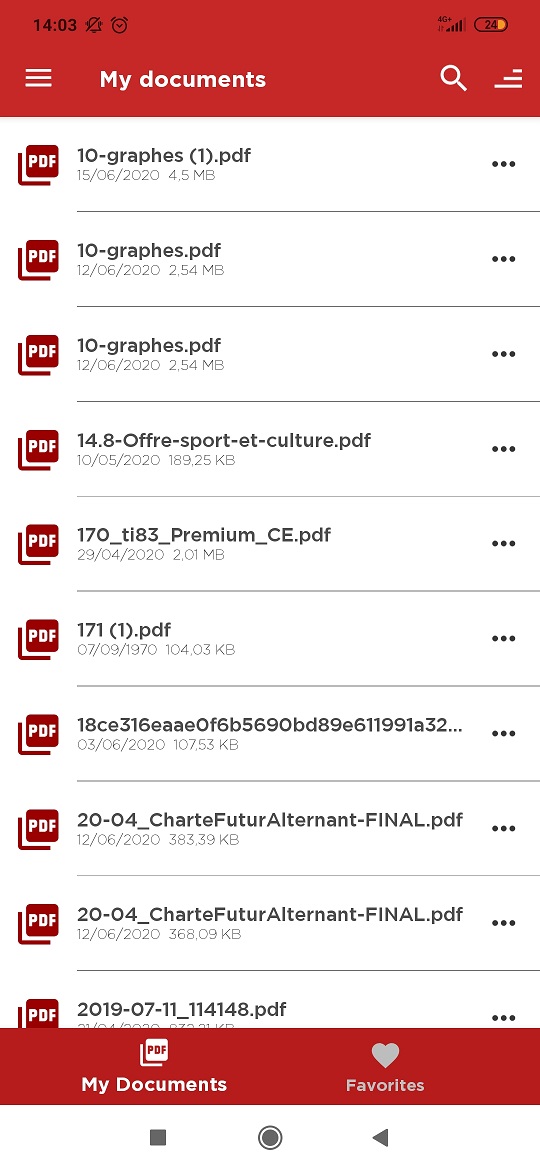 14:03 4G+ 24
My documents
PDF 10-graphes (1).pdf
15/06/2020 4,5 MB
PDF 10-graphes.pdf
12/06/2020 2,54 MB
PDF 10-graphes.pdf
12/06/2020 2,54 MB
PDF 14.8-Offre-sport-et-culture.pdf
10/05/2020 189,25 KB
PDF 170_ti83_Premium_CE.pdf
29/04/2020 2,01 MB
PDF 171 (1).pdf
07/09/1970 104,03 KB
PDF 18ce316eaae0f6b5690bd89e611991a32...
03/06/2020 107,53 KB
PDF 20-04_CharteFuturAlternant-FINAL.pdf
12/06/2020 383,39 KB
PDF 20-04_CharteFuturAlternant-FINAL.pdf
12/06/2020 368,09 KB
PDF 2019-07-11_114148.pdf
PDF
My Documents Favorites